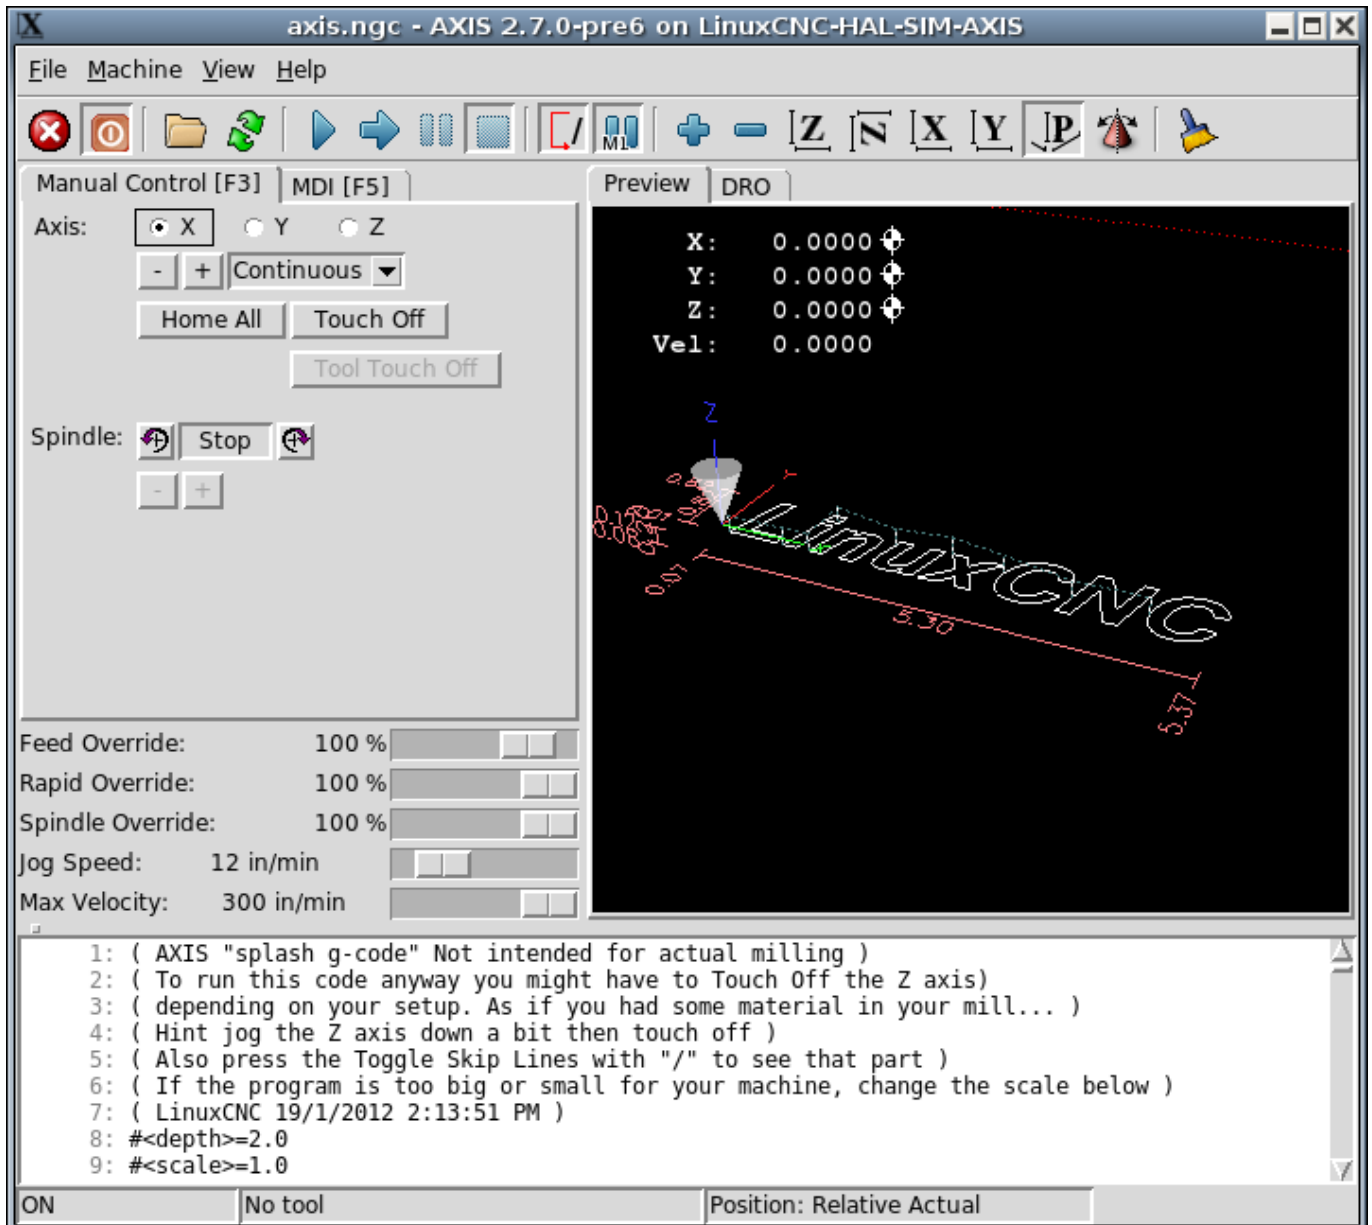 axis.ngc - AXIS 2.7.0-pre6 on LinuxCNC-HAL-SIM-AXIS
File Machine View Help
M1 Z N X Y P
Manual Control [F3] MDI [F5]
Axis: X Y Z
- + Continuous
Home All Touch Off
Tool Touch Off
Spindle: Stop
- +
Feed Override: 100 %
Rapid Override: 100 %
Spindle Override: 100 %
Jog Speed: 12 in/min
Max Velocity: 300 in/min
Preview DRO
X: 0.0000
Y: 0.0000
Z: 0.0000
Vel: 0.0000
Z
Y
LinuxCNC
0.07
5.30
5.37
1: ( AXIS "splash g-code" Not intended for actual milling )
2: ( To run this code anyway you might have to Touch Off the Z axis)
3: ( depending on your setup. As if you had some material in your mill... )
4: ( Hint jog the Z axis down a bit then touch off )
5: ( Also press the Toggle Skip Lines with "/" to see that part )
6: ( If the program is too big or small for your machine, change the scale below )
7: ( LinuxCNC 19/1/2012 2:13:51 PM )
8: #<depth>=2.0
9: #<scale>=1.0
ON No tool Position: Relative Actual